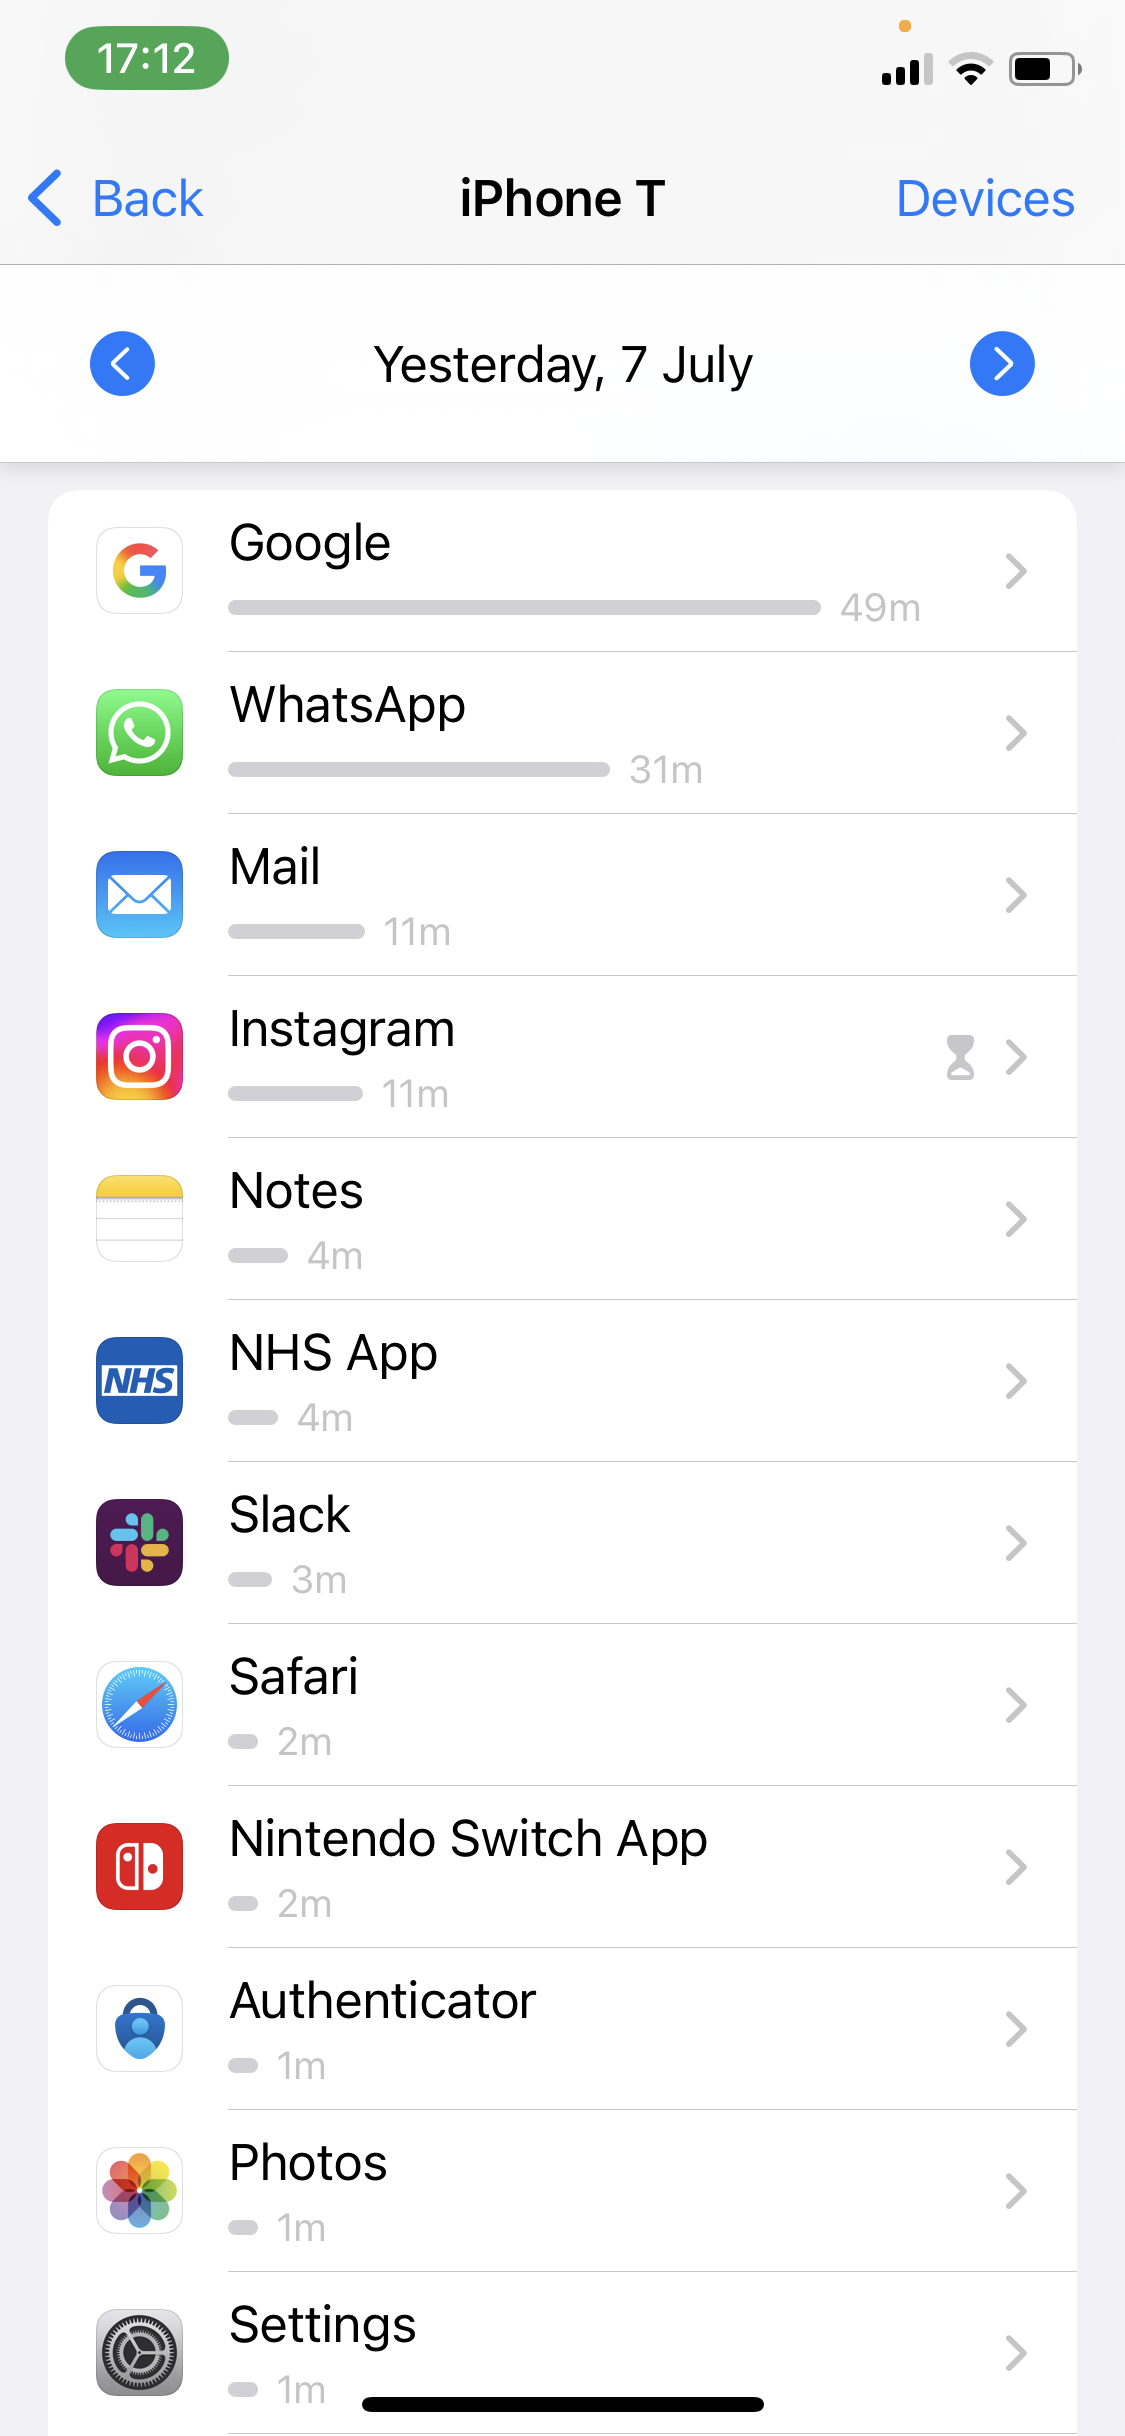 17:12
Back
iPhone T
Devices
Yesterday, 7 July
Google
49m
WhatsApp
31m
Mail
11m
Instagram
11m
Notes
4m
NHS
NHS App
4m
Slack
3m
Safari
2m
Nintendo Switch App
2m
Authenticator
1m
Photos
1m
Settings
1m